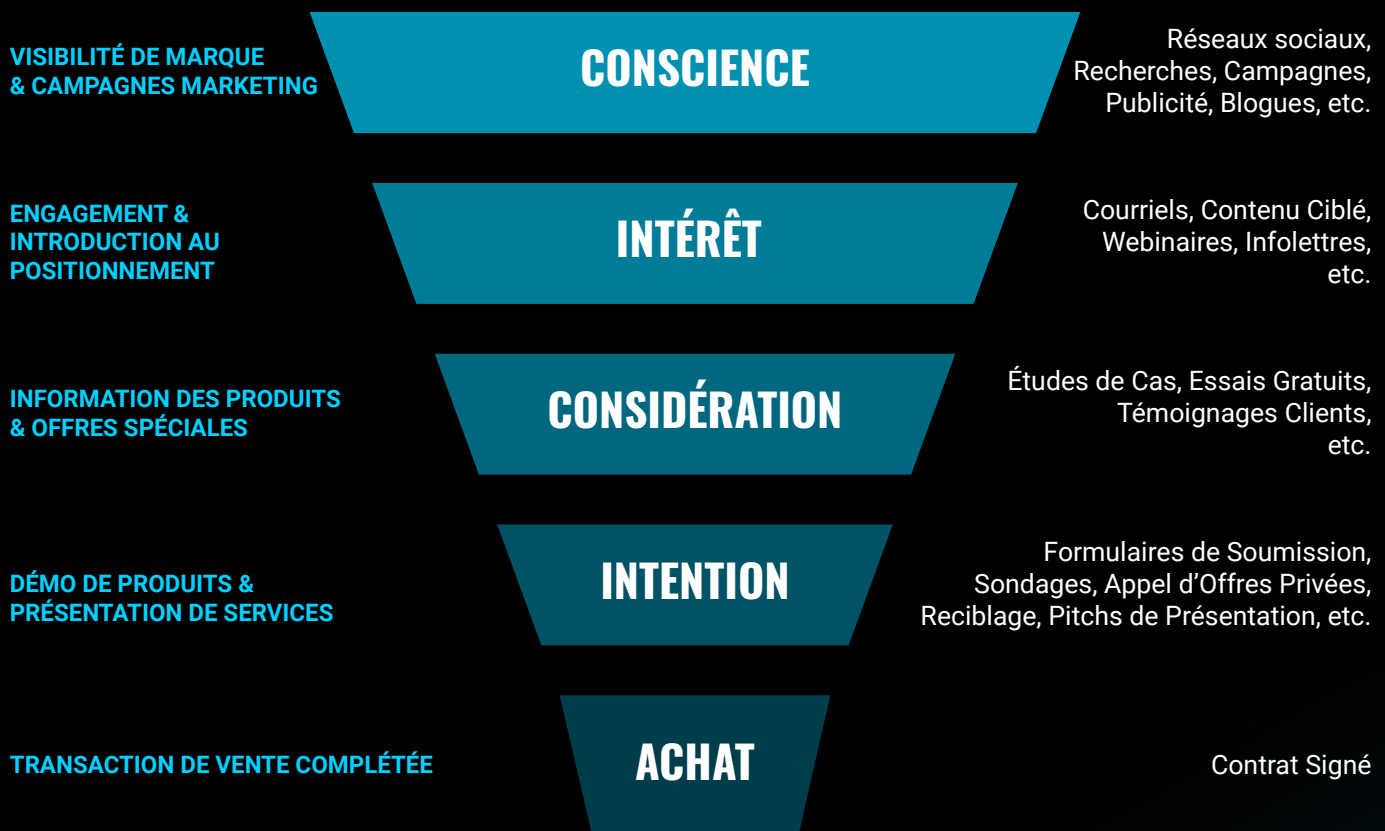 VISIBILITÉ DE MARQUE
& CAMPAGNES MARKETING
CONSCIENCE
Réseaux sociaux,
Recherches, Campagnes,
Publicité, Blogues, etc.
ENGAGEMENT &
INTRODUCTION AU
POSITIONNEMENT
INTÉRÊT
Courriels, Contenu Ciblé,
Webinaires, Infolettres,
etc.
INFORMATION DES PRODUITS
& OFFRES SPÉCIALES
CONSIDÉRATION
Études de Cas, Essais Gratuits,
Témoignages Clients,
etc.
DÉMO DE PRODUITS &
PRÉSENTATION DE SERVICES
INTENTION
Formulaires de Soumission,
Sondages, Appel d’Offres Privées,
Reciblage, Pitchs de Présentation, etc.
TRANSACTION DE VENTE COMPLÉTÉE
ACHAT
Contrat Signé